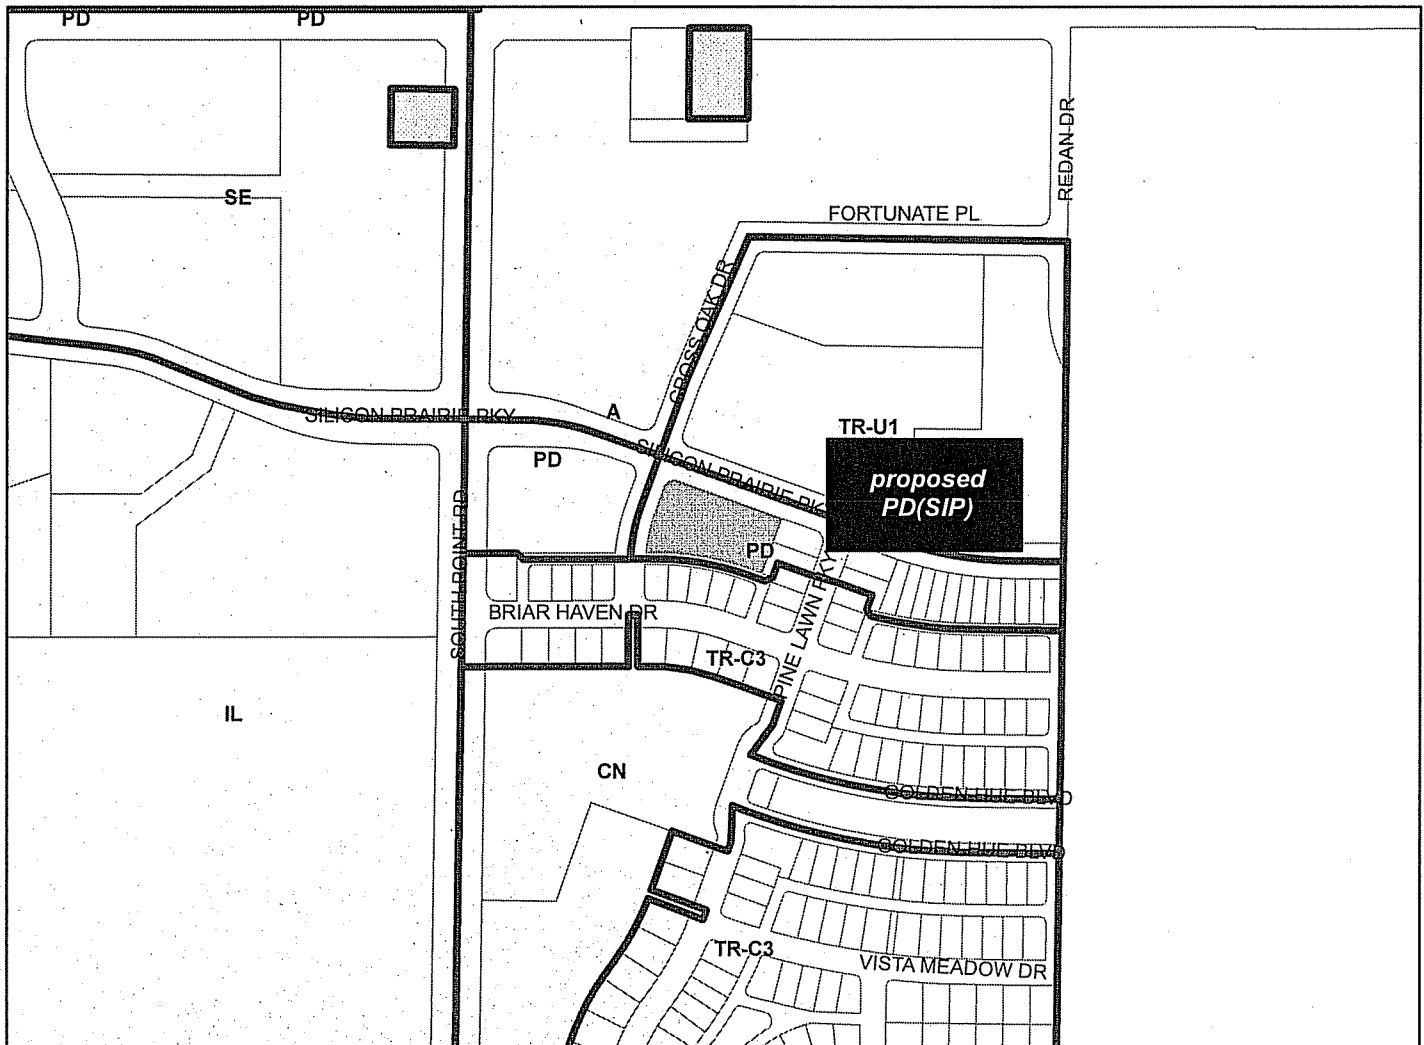 PD
PD
REDAN DR
SE
FORTUNATE PL
CROSS OAK DR
SILICON PRAIRIE PKY
A
TR-U1
PD
SILICON PRAIRIE PK
proposed
PD(SIP)
SOUTH POINT RD
PD
BRIAR HAVEN DR
PINE LAWN PKY
TR-C3
IL
CN
GOLDEN HUE BLVD
GOLDEN HUE BLVD
TR-C3
VISTA MEADOW DR